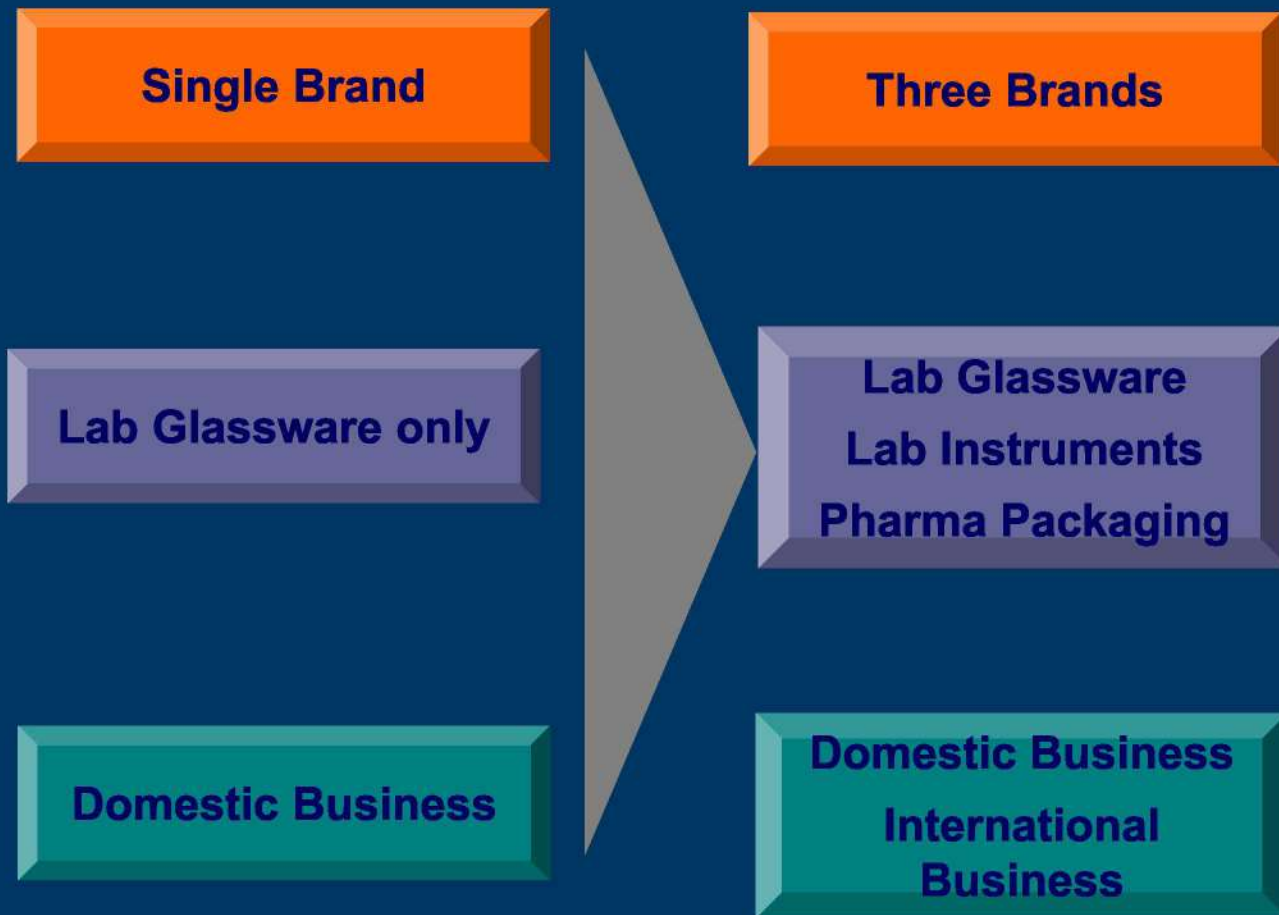 Single Brand
Three Brands
Lab Glassware only
Lab Glassware
Lab Instruments
Pharma Packaging
Domestic Business
Domestic Business
International
Business